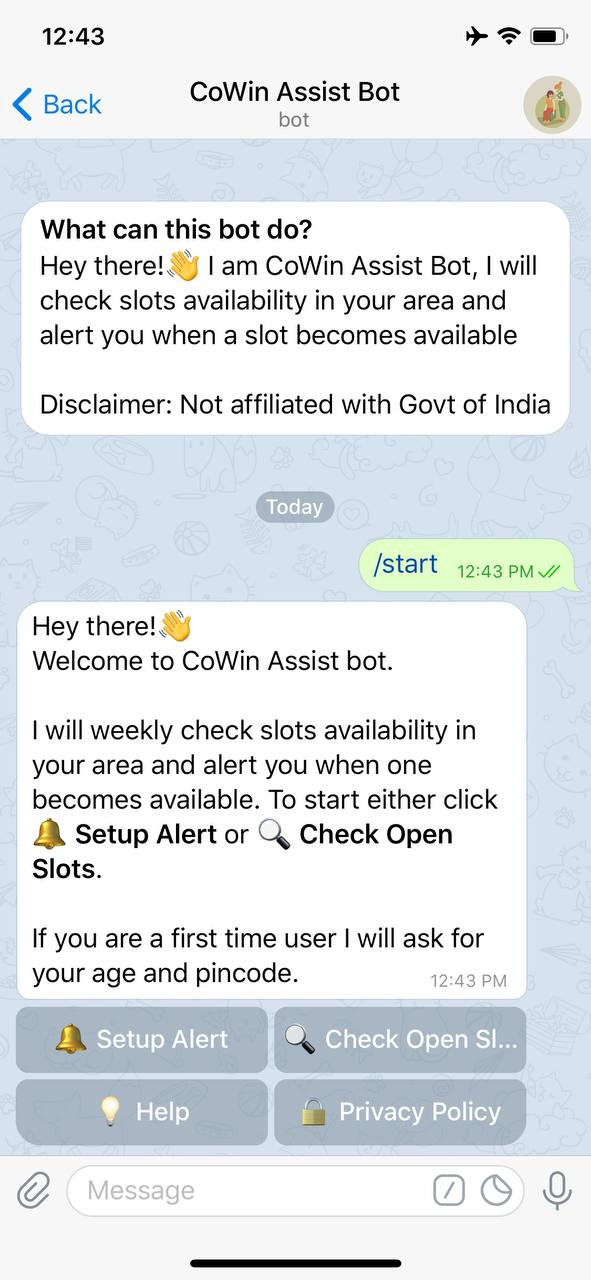 12:43
Back
CoWin Assist Bot
bot
What can this bot do?
Hey there!👋 I am CoWin Assist Bot, I will
check slots availability in your area and
alert you when a slot becomes available
Disclaimer: Not affiliated with Govt of India
Today
/start 12:43 PM
Hey there!👋
Welcome to CoWin Assist bot.
I will weekly check slots availability in
your area and alert you when one
becomes available. To start either click
🔔 Setup Alert or 🔍 Check Open
Slots.
If you are a first time user I will ask for
your age and pincode. 12:43 PM
🔔 Setup Alert
🔍 Check Open Sl...
💡 Help
🔒 Privacy Policy
Message